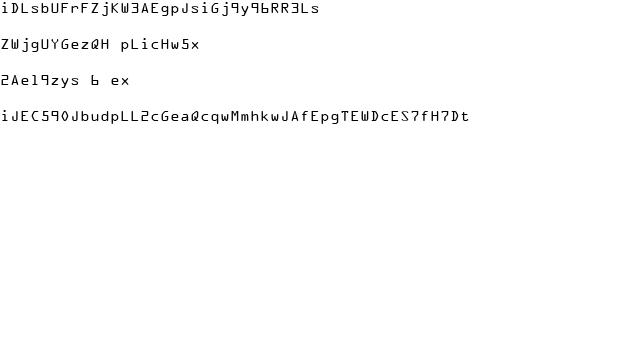 iDLsbUFrFZjKW3AEgpJsiGj9y96RR3Ls
ZWjgUYGezQH pLicHw5x
2Ael9zys 6 ex
iJEC590JbudpLL2cGeaQcqwMmhkwJAfEpgTEWDcES7fH7Dt